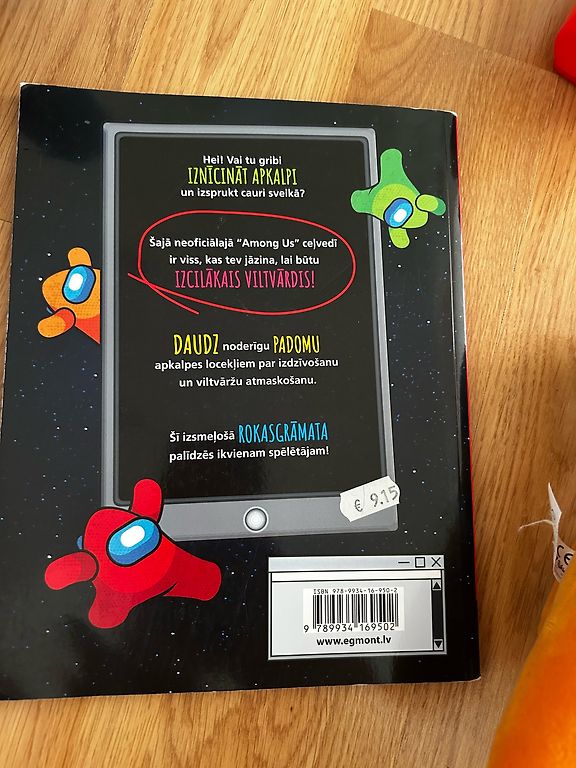 Hei! Vai tu gribi
IZNĪCINĀT APKALPI
un izsprukt cauri sveikā?
Šajā neoficiālajā "Among Us" ceļvedī
ir viss, kas tev jāzina, lai būtu
IZCILĀKAIS VILTVĀRDIS!
DAUDZ noderīgu PADOMU
apkalpes locekļiem par izdzīvošanu
un viltvāržu atmaskošanu.
Šī izsmeļošā ROKASGRĀMATA
palīdzēs ikvienam spēlētājam!
€ 9.15
ISBN 978-9934-16-950-2
9 789934 169502
www.egmont.lv
CE